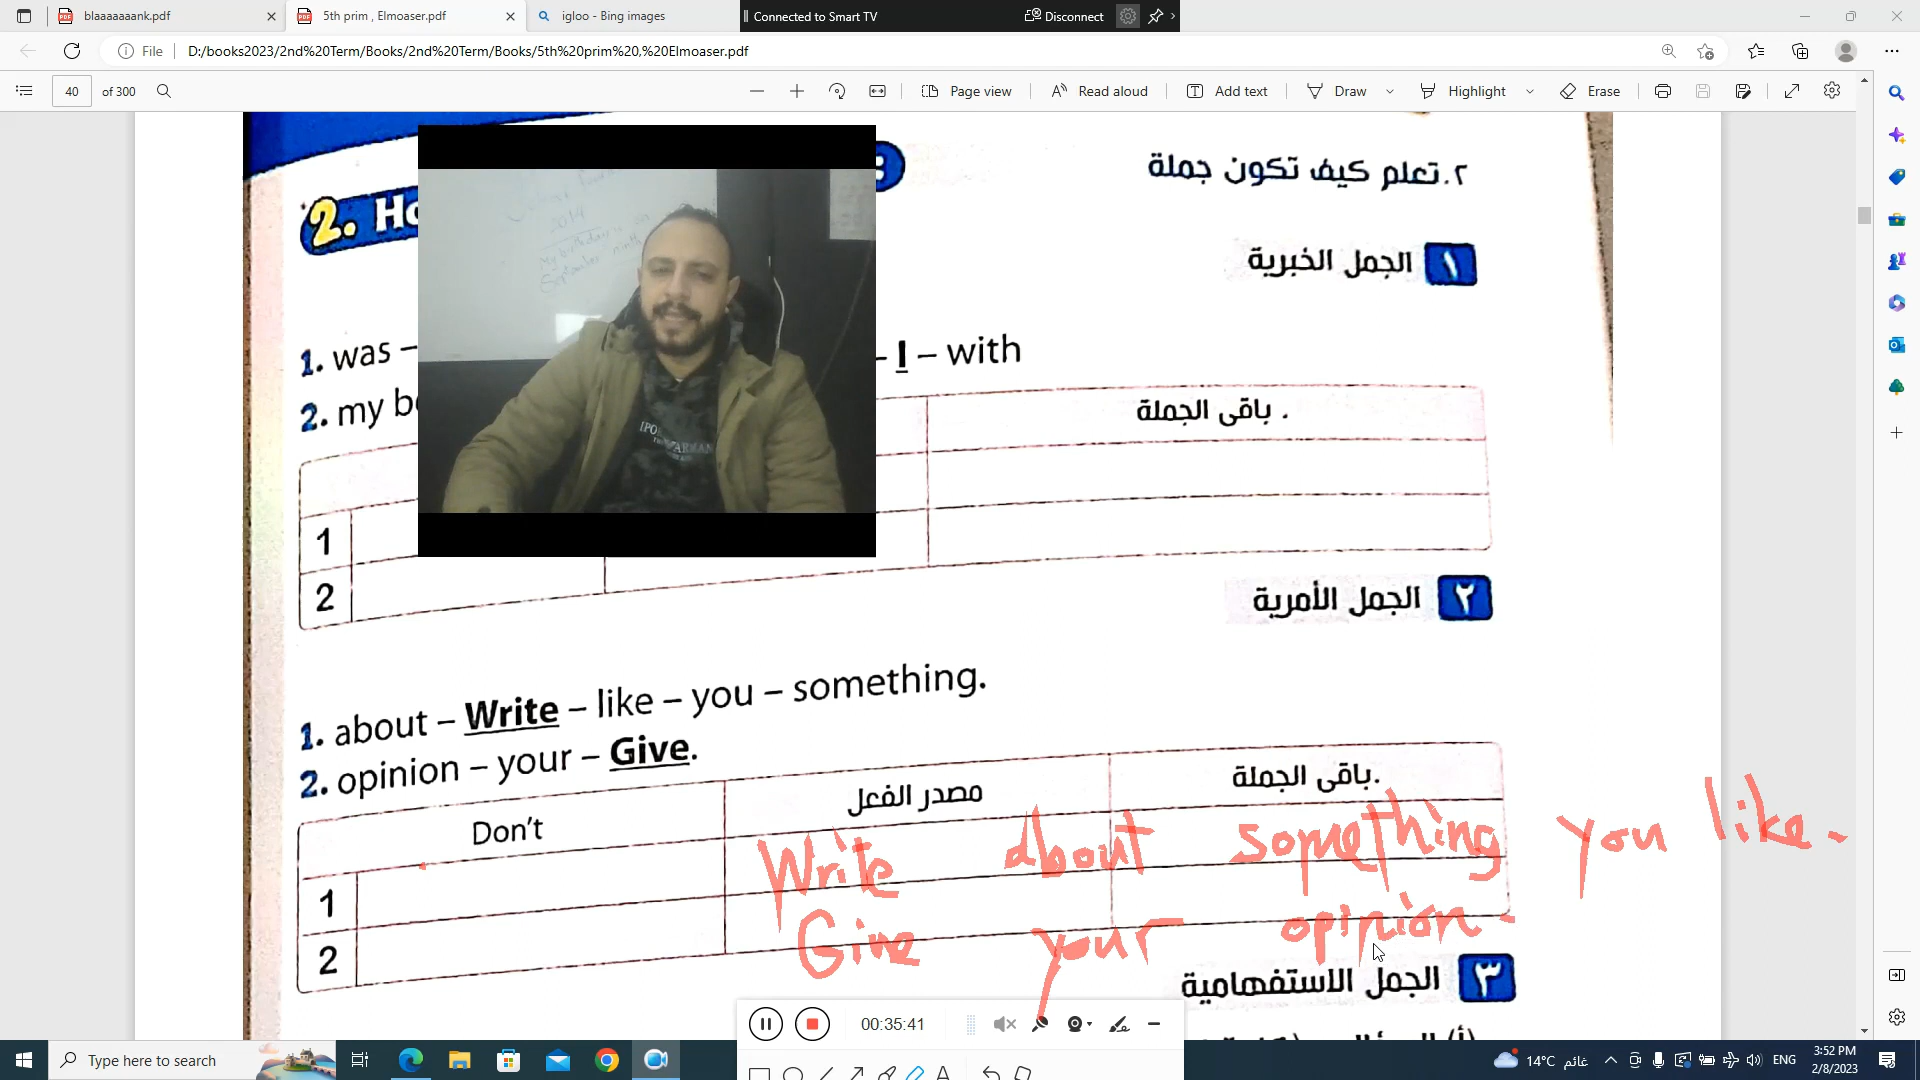 blaaaaaaank.pdf
5th prim , Elmoaser.pdf
igloo - Bing images
Connected to Smart TV
Disconnect
File
D:/books2023/2nd%20Term/Books/2nd%20Term/Books/5th%20prim%20,%20Elmoaser.pdf
40 of 300
Page view
Read aloud
Add text
Draw
Highlight
Erase
٢.تعلم كيف تكون جملة
2. Ho
١ الجمل الخبرية
1. was – – I – with
2. my
باقى الجملة .
1
2
٢ الجمل الأمرية
1. about – Write – like – you – something.
2. opinion – your – Give.
Don't مصدر الفعل باقى الجملة.
1 Write about something you like.
2 Give your opinion.
٣ الجمل الاستفهامية
00:35:41
Type here to search
14°C غائم
ENG
3:52 PM
2/8/2023